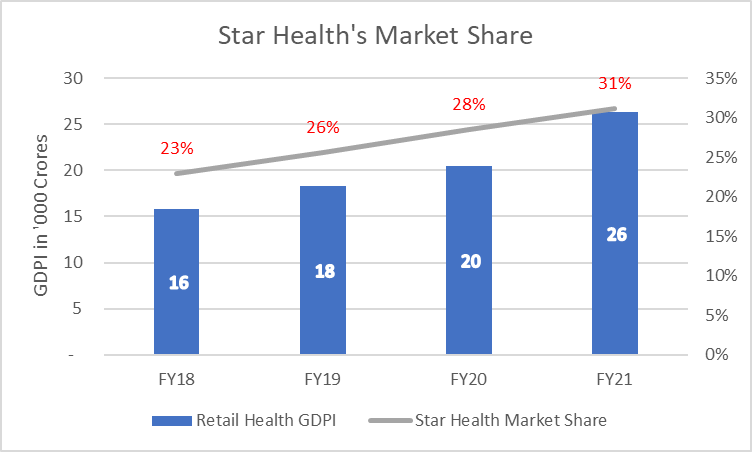 Star Health's Market Share
30
25
20
15
10
5
-
GDPI in '000 Crores
35%
30%
25%
20%
15%
10%
5%
0%
23%
26%
28%
31%
16
18
20
26
FY18
FY19
FY20
FY21
Retail Health GDPI
Star Health Market Share